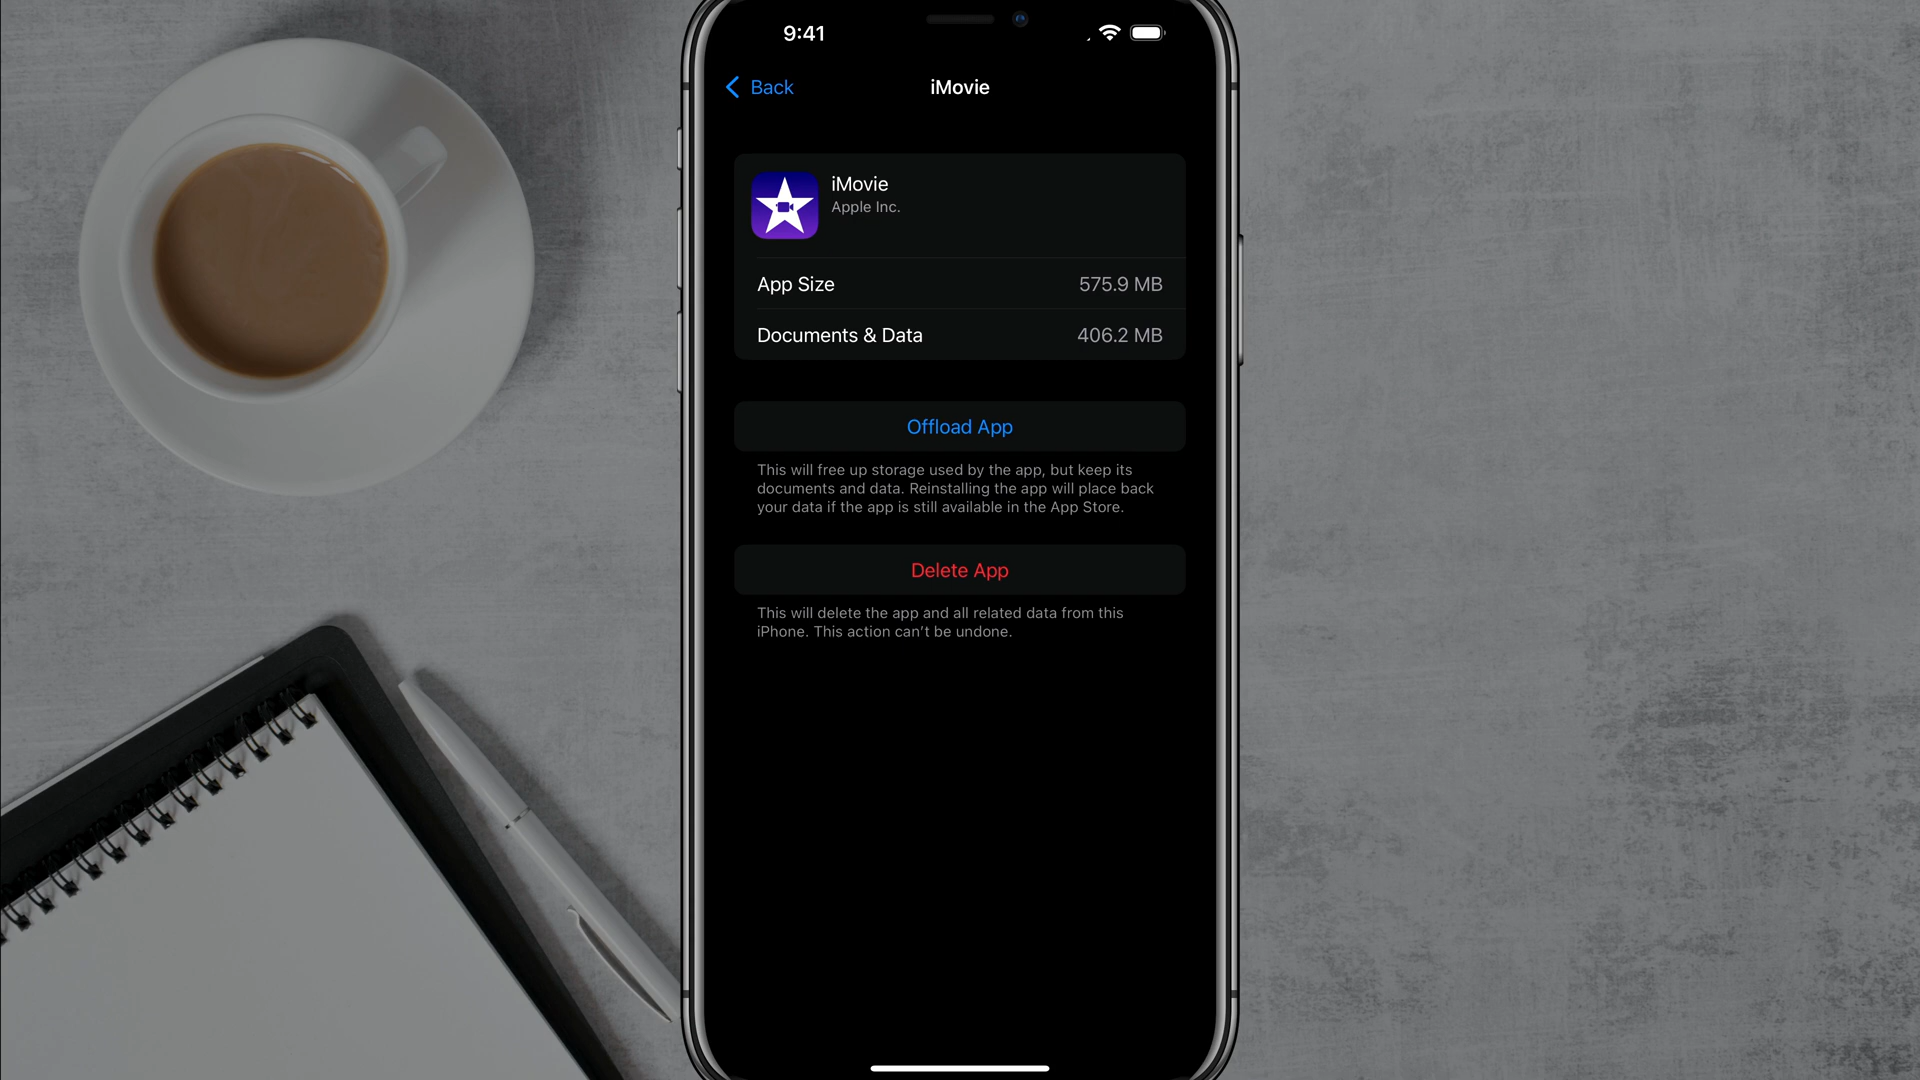 9:41
Back
iMovie
iMovie
Apple Inc.
App Size 575.9 MB
Documents & Data 406.2 MB
Offload App
This will free up storage used by the app, but keep its
documents and data. Reinstalling the app will place back
your data if the app is still available in the App Store.
Delete App
This will delete the app and all related data from this
iPhone. This action can't be undone.